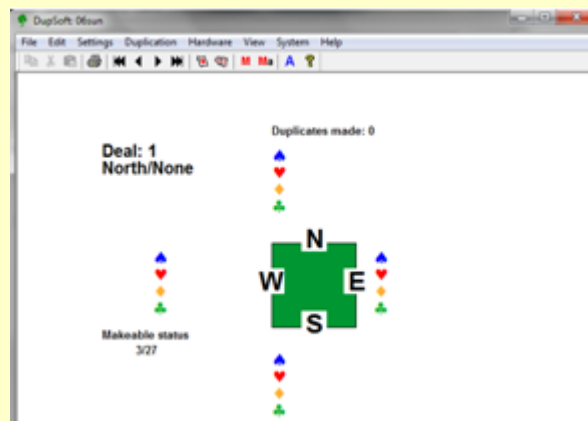 DupSoft: 06sun
File Edit Settings Duplication Hardware View System Help
M Ma A ?
Duplicates made: 0
Deal: 1
North/None
N
W E
S
Makeable status
3/27